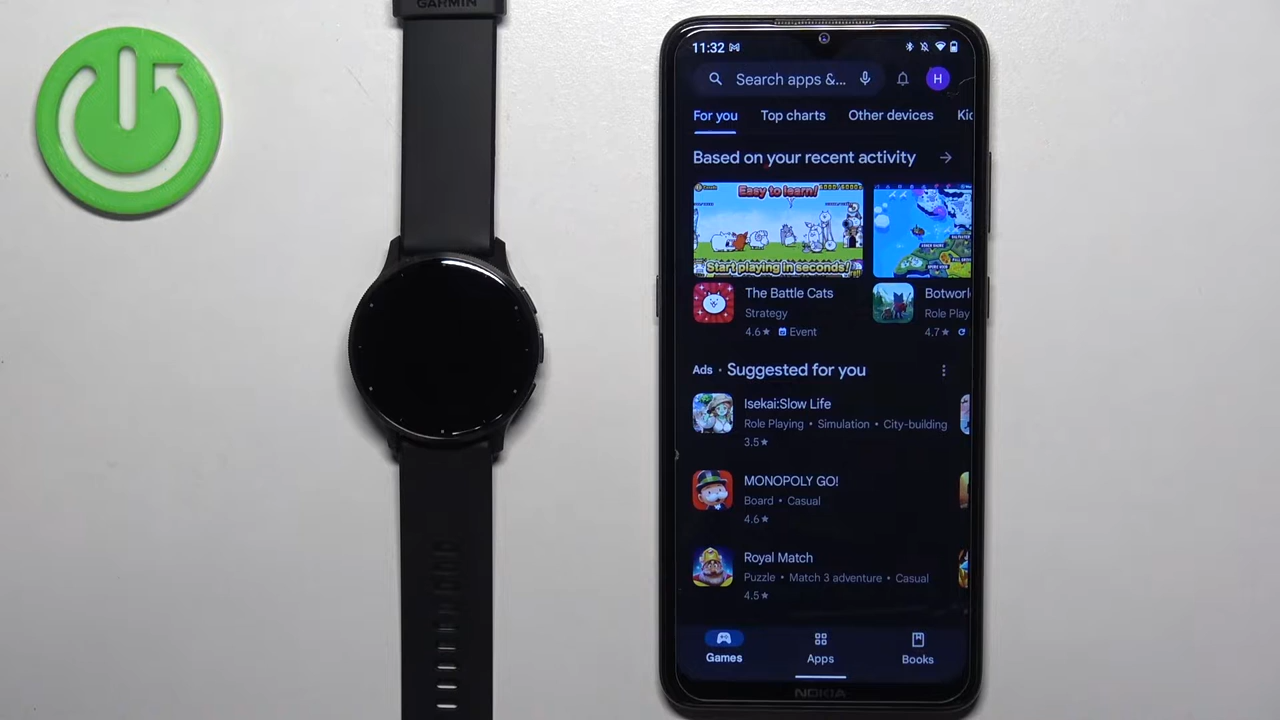 GARMIN
11:32
Search apps &...
H
For you Top charts Other devices Kic
Based on your recent activity
Easy to learn!
Start playing in seconds!
The Battle Cats
Strategy
4.6★ Event
Botworl
Role Play
4.7★
Ads • Suggested for you
Isekai:Slow Life
Role Playing • Simulation • City-building
3.5★
MONOPOLY GO!
Board • Casual
4.6★
Royal Match
Puzzle • Match 3 adventure • Casual
4.5★
Games Apps Books
NOKIA